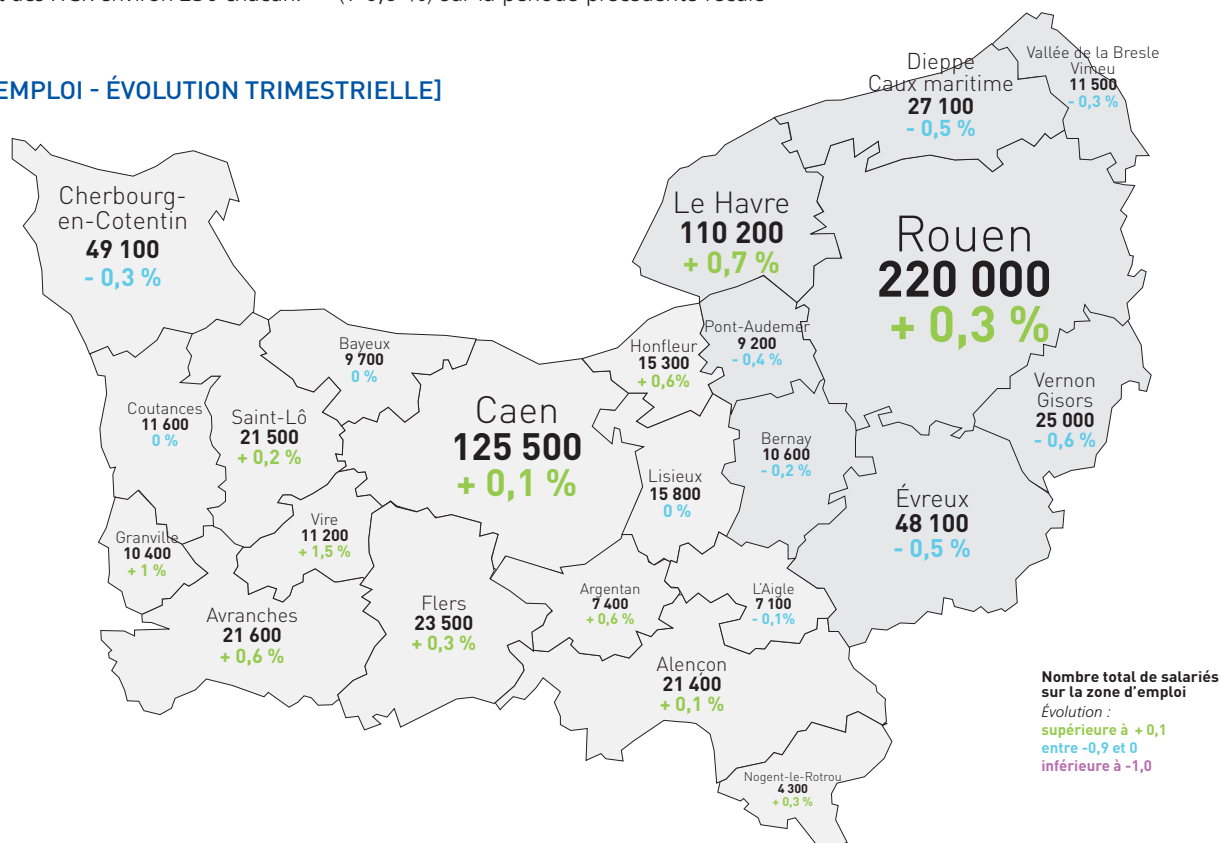 (+ 0,6 %) sur la période précédente recule
EMPLOI - ÉVOLUTION TRIMESTRIELLE]
Dieppe
Caux maritime
27 100
- 0,5 %
Vallée de la Bresle
Vimeu
11 500
- 0,3 %
Cherbourg-
en-Cotentin
49 100
- 0,3 %
Le Havre
110 200
+ 0,7 %
Rouen
220 000
+ 0,3 %
Bayeux
9 700
0 %
Honfleur
15 300
+ 0,6%
Pont-Audemer
9 200
- 0,4 %
Vernon
Gisors
25 000
- 0,6 %
Coutances
11 600
0 %
Saint-Lô
21 500
+ 0,2 %
Caen
125 500
+ 0,1 %
Lisieux
15 800
0 %
Bernay
10 600
- 0,2 %
Évreux
48 100
- 0,5 %
Granville
10 400
+ 1 %
Vire
11 200
+ 1,5 %
Avranches
21 600
+ 0,6 %
Flers
23 500
+ 0,3 %
Argentan
7 400
+ 0,6 %
L'Aigle
7 100
- 0,1%
Alençon
21 400
+ 0,1 %
Nogent-le-Rotrou
4 300
+ 0,3 %
Nombre total de salariés
sur la zone d'emploi
Évolution :
supérieure à + 0,1
entre -0,9 et 0
inférieure à -1,0